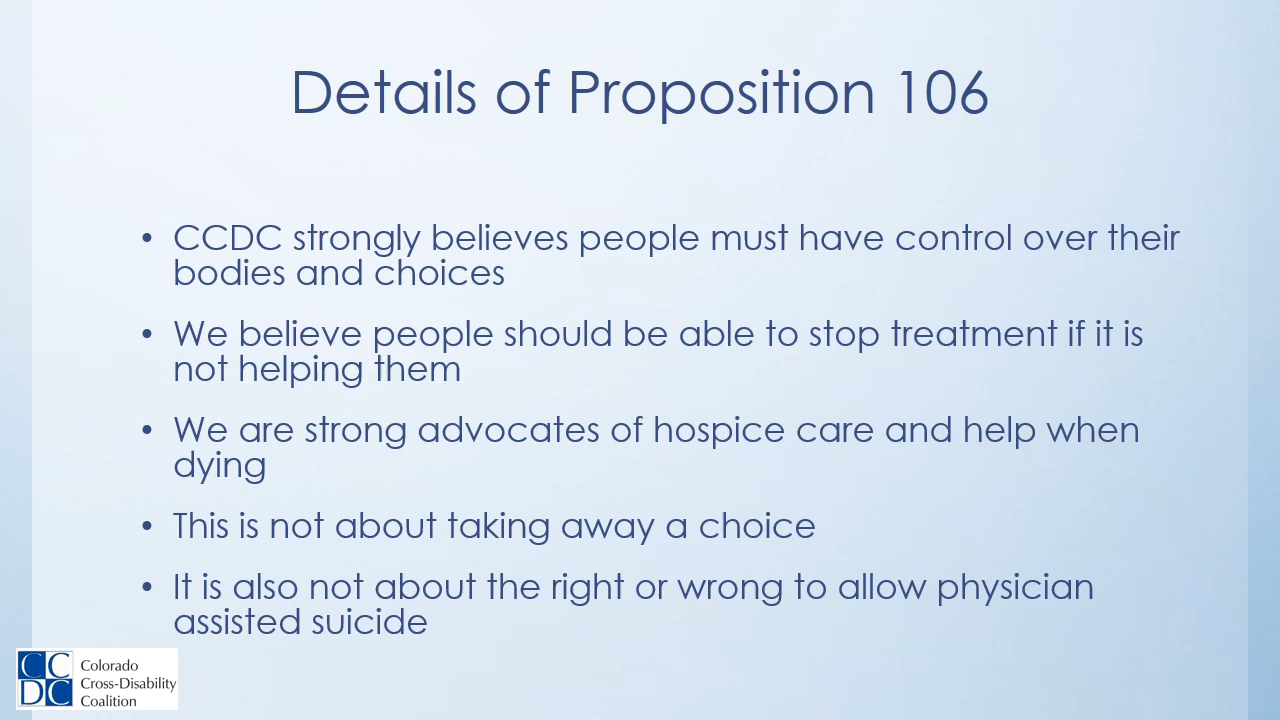 Details of Proposition 106
• CCDC strongly believes people must have control over their
bodies and choices
• We believe people should be able to stop treatment if it is
not helping them
• We are strong advocates of hospice care and help when
dying
• This is not about taking away a choice
• It is also not about the right or wrong to allow physician
assisted suicide
CC
DC
Colorado
Cross-Disability
Coalition